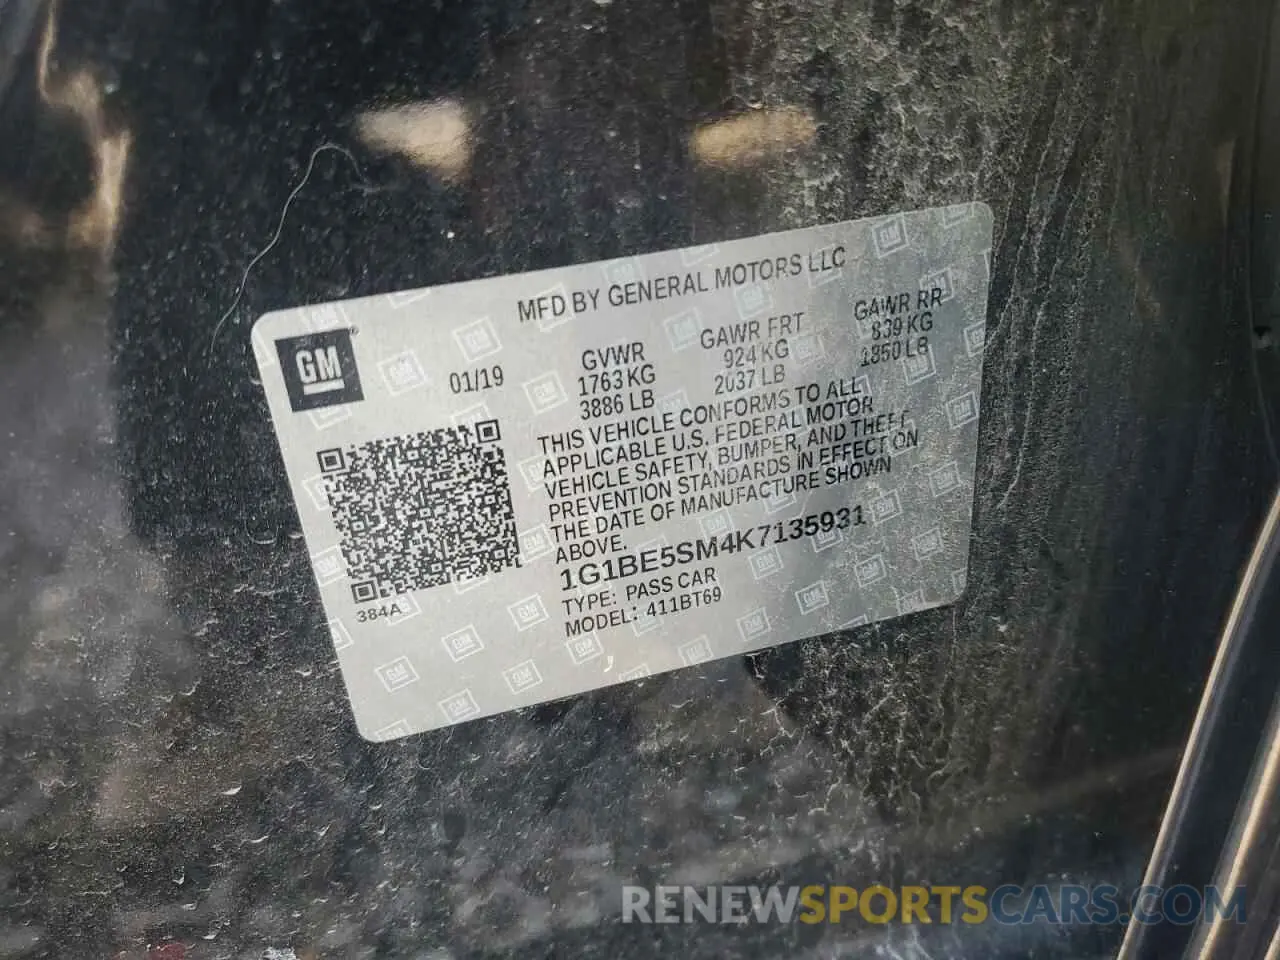 MFD BY GENERAL MOTORS LLC
GM
01/19
GVWR GAWR FRT GAWR RR
1763 KG 924 KG 839 KG
3886 LB 2037 LB 1850 LB
THIS VEHICLE CONFORMS TO ALL
APPLICABLE U.S. FEDERAL MOTOR
VEHICLE SAFETY, BUMPER, AND THEFT
PREVENTION STANDARDS IN EFFECT ON
THE DATE OF MANUFACTURE SHOWN
ABOVE.
1G1BE5SM4K7135931
TYPE: PASS CAR
MODEL: 411BT69
384A
RENEWSPORTSCARS.COM